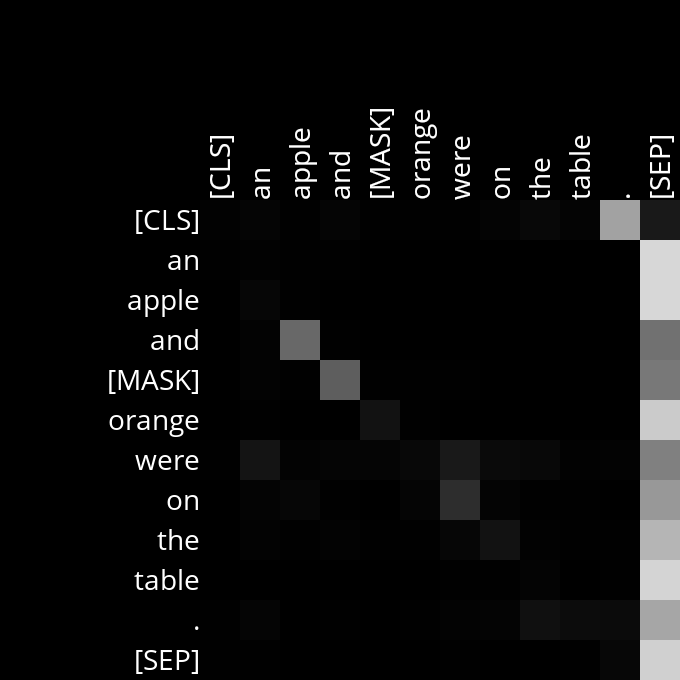 [CLS] an apple and [MASK] orange were on the table . [SEP]
[CLS]
an
apple
and
[MASK]
orange
were
on
the
table
.
[SEP]